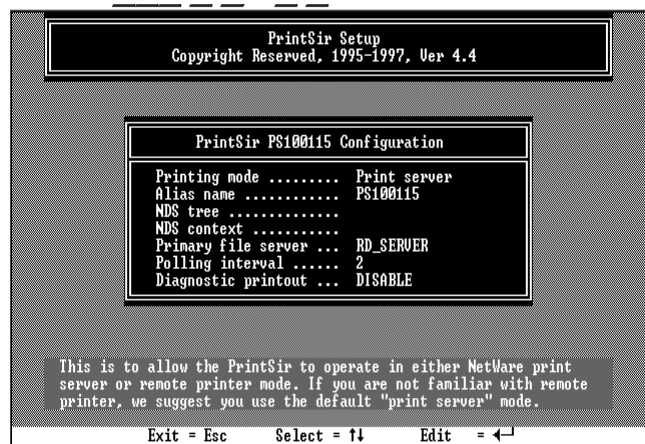 PrintSir Setup
Copyright Reserved, 1995-1997, Ver 4.4
PrintSir PS100115 Configuration
Printing mode ......... Print server
Alias name ............ PS100115
NDS tree ..............
NDS context ...........
Primary file server ... RD_SERVER
Polling interval ...... 2
Diagnostic printout ... DISABLE
This is to allow the PrintSir to operate in either NetWare print
server or remote printer mode. If you are not familiar with remote
printer, we suggest you use the default "print server" mode.
Exit = Esc Select = ↑↓ Edit = ↵